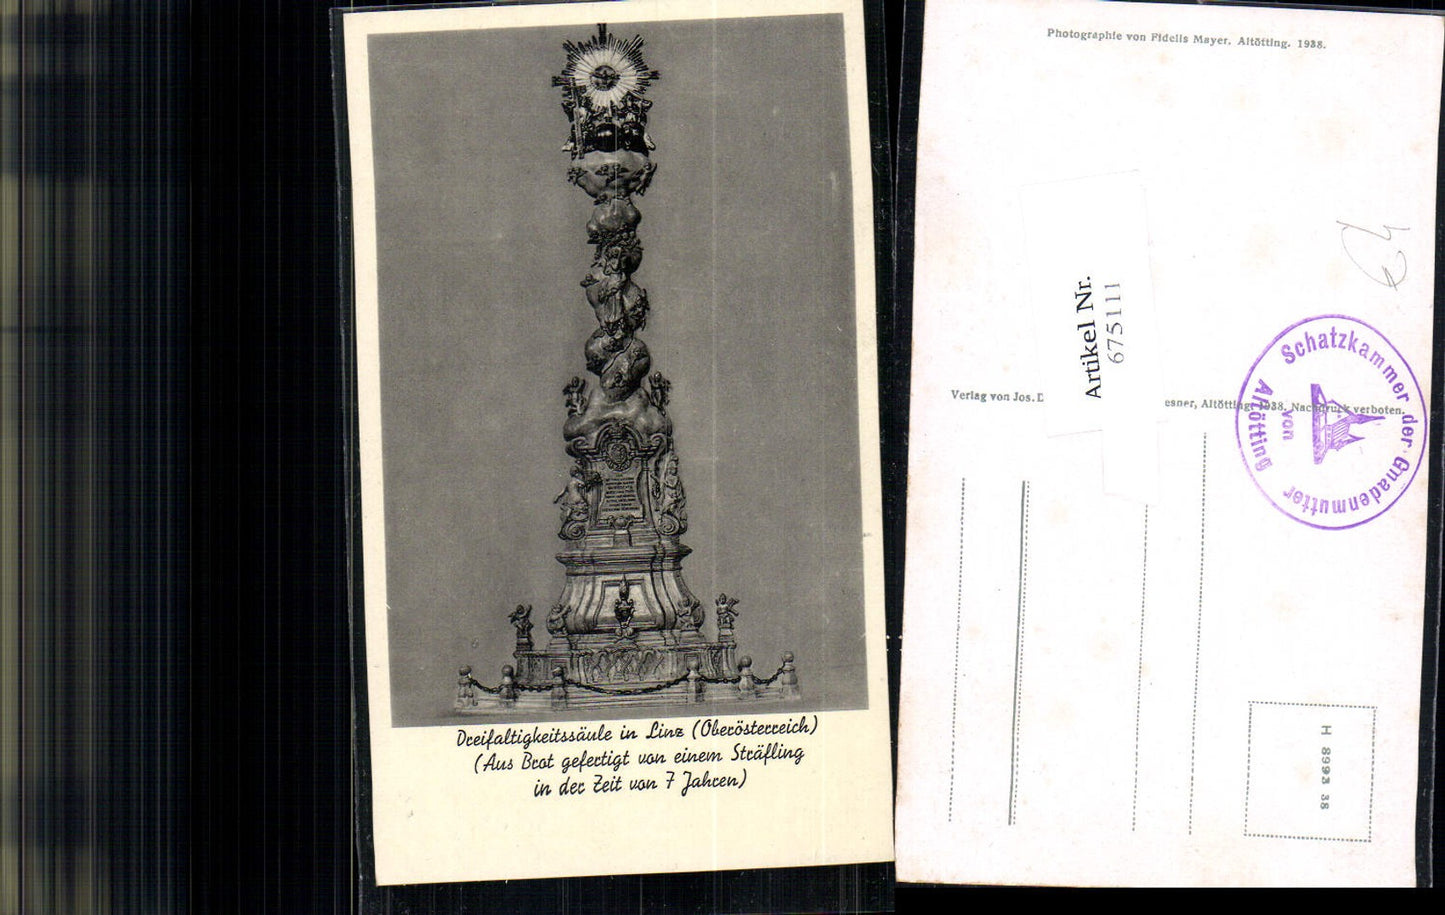 Dreifaltigkeitssäule in Linz (Oberösterreich)
(Aus Brot gefertigt von einem Sträfling
in der Zeit von 7 Jahren)
Photographie von Fidelis Mayer, Altötting. 1938.
Artikel Nr.
675111
Verlag von Jos. D
esner, Altötting. 1938. Nachdruck verboten.
Schatzkammer der Gnadenmutter
von
Altötting
H 8993 38